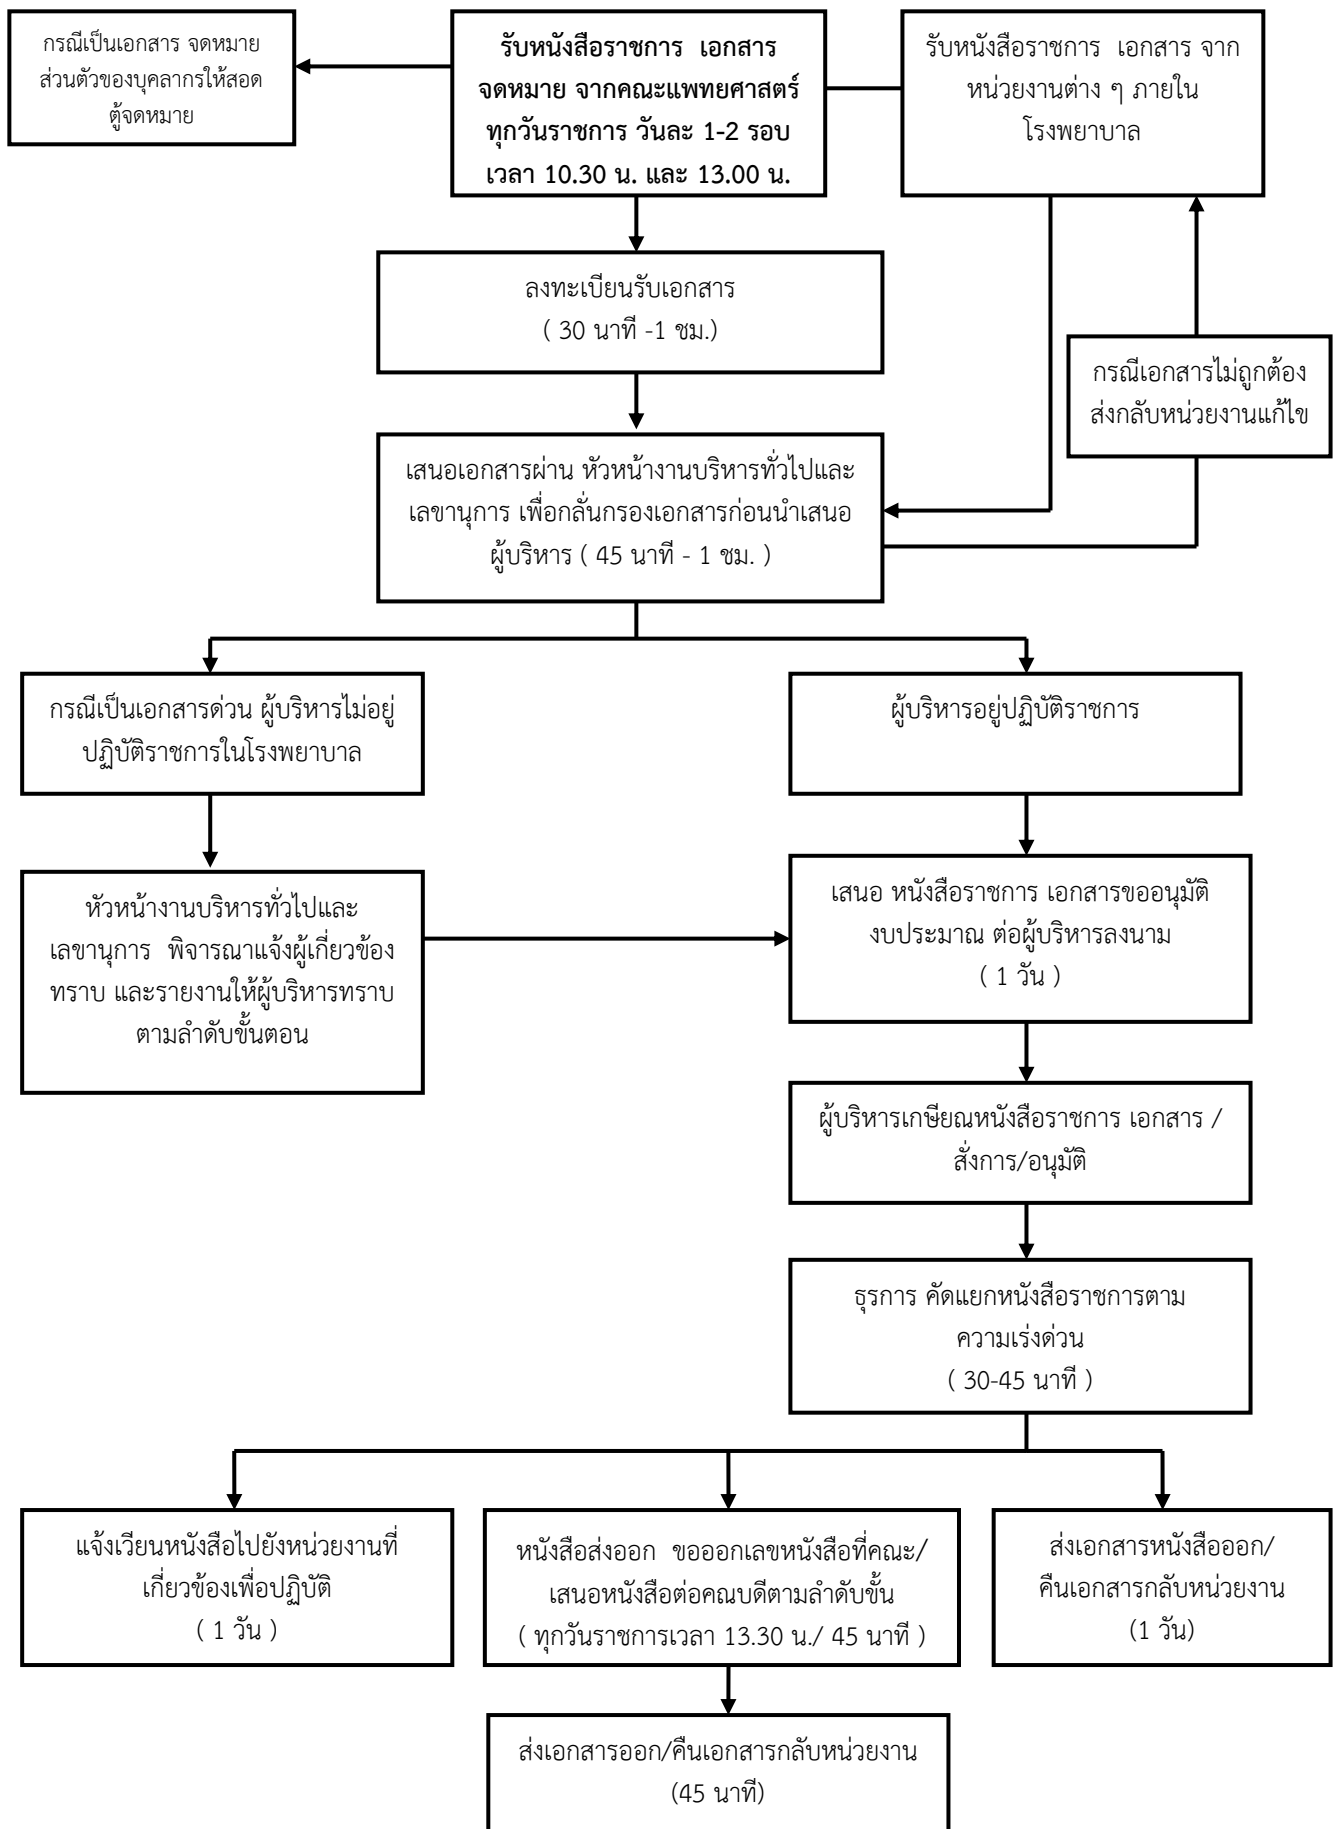 กรณีเป็นเอกสาร จดหมาย
ส่วนตัวของบุคลากรให้สอด
ตู้จดหมาย
รับหนังสือราชการ เอกสาร
จดหมาย จากคณะแพทยศาสตร์
ทุกวันราชการ วันละ 1-2 รอบ
เวลา 10.30 น. และ 13.00 น.
รับหนังสือราชการ เอกสาร จาก
หน่วยงานต่าง ๆ ภายใน
โรงพยาบาล
ลงทะเบียนรับเอกสาร
( 30 นาที -1 ชม.)
กรณีเอกสารไม่ถูกต้อง
ส่งกลับหน่วยงานแก้ไข
เสนอเอกสารผ่าน หัวหน้างานบริหารทั่วไปและ
เลขานุการ เพื่อกลั่นกรองเอกสารก่อนนำเสนอ
ผู้บริหาร ( 45 นาที - 1 ชม. )
กรณีเป็นเอกสารด่วน ผู้บริหารไม่อยู่
ปฏิบัติราชการในโรงพยาบาล
ผู้บริหารอยู่ปฏิบัติราชการ
หัวหน้างานบริหารทั่วไปและ
เลขานุการ พิจารณาแจ้งผู้เกี่ยวข้อง
ทราบ และรายงานให้ผู้บริหารทราบ
ตามลำดับขั้นตอน
เสนอ หนังสือราชการ เอกสารขออนุมัติ
งบประมาณ ต่อผู้บริหารลงนาม
( 1 วัน )
ผู้บริหารเกษียณหนังสือราชการ เอกสาร /
สั่งการ/อนุมัติ
ธุรการ คัดแยกหนังสือราชการตาม
ความเร่งด่วน
( 30-45 นาที )
แจ้งเวียนหนังสือไปยังหน่วยงานที่
เกี่ยวข้องเพื่อปฏิบัติ
( 1 วัน )
หนังสือส่งออก ขอออกเลขหนังสือที่คณะ/
เสนอหนังสือต่อคณบดีตามลำดับขั้น
( ทุกวันราชการเวลา 13.30 น./ 45 นาที )
ส่งเอกสารหนังสือออก/
คืนเอกสารกลับหน่วยงาน
(1 วัน)
ส่งเอกสารออก/คืนเอกสารกลับหน่วยงาน
(45 นาที)